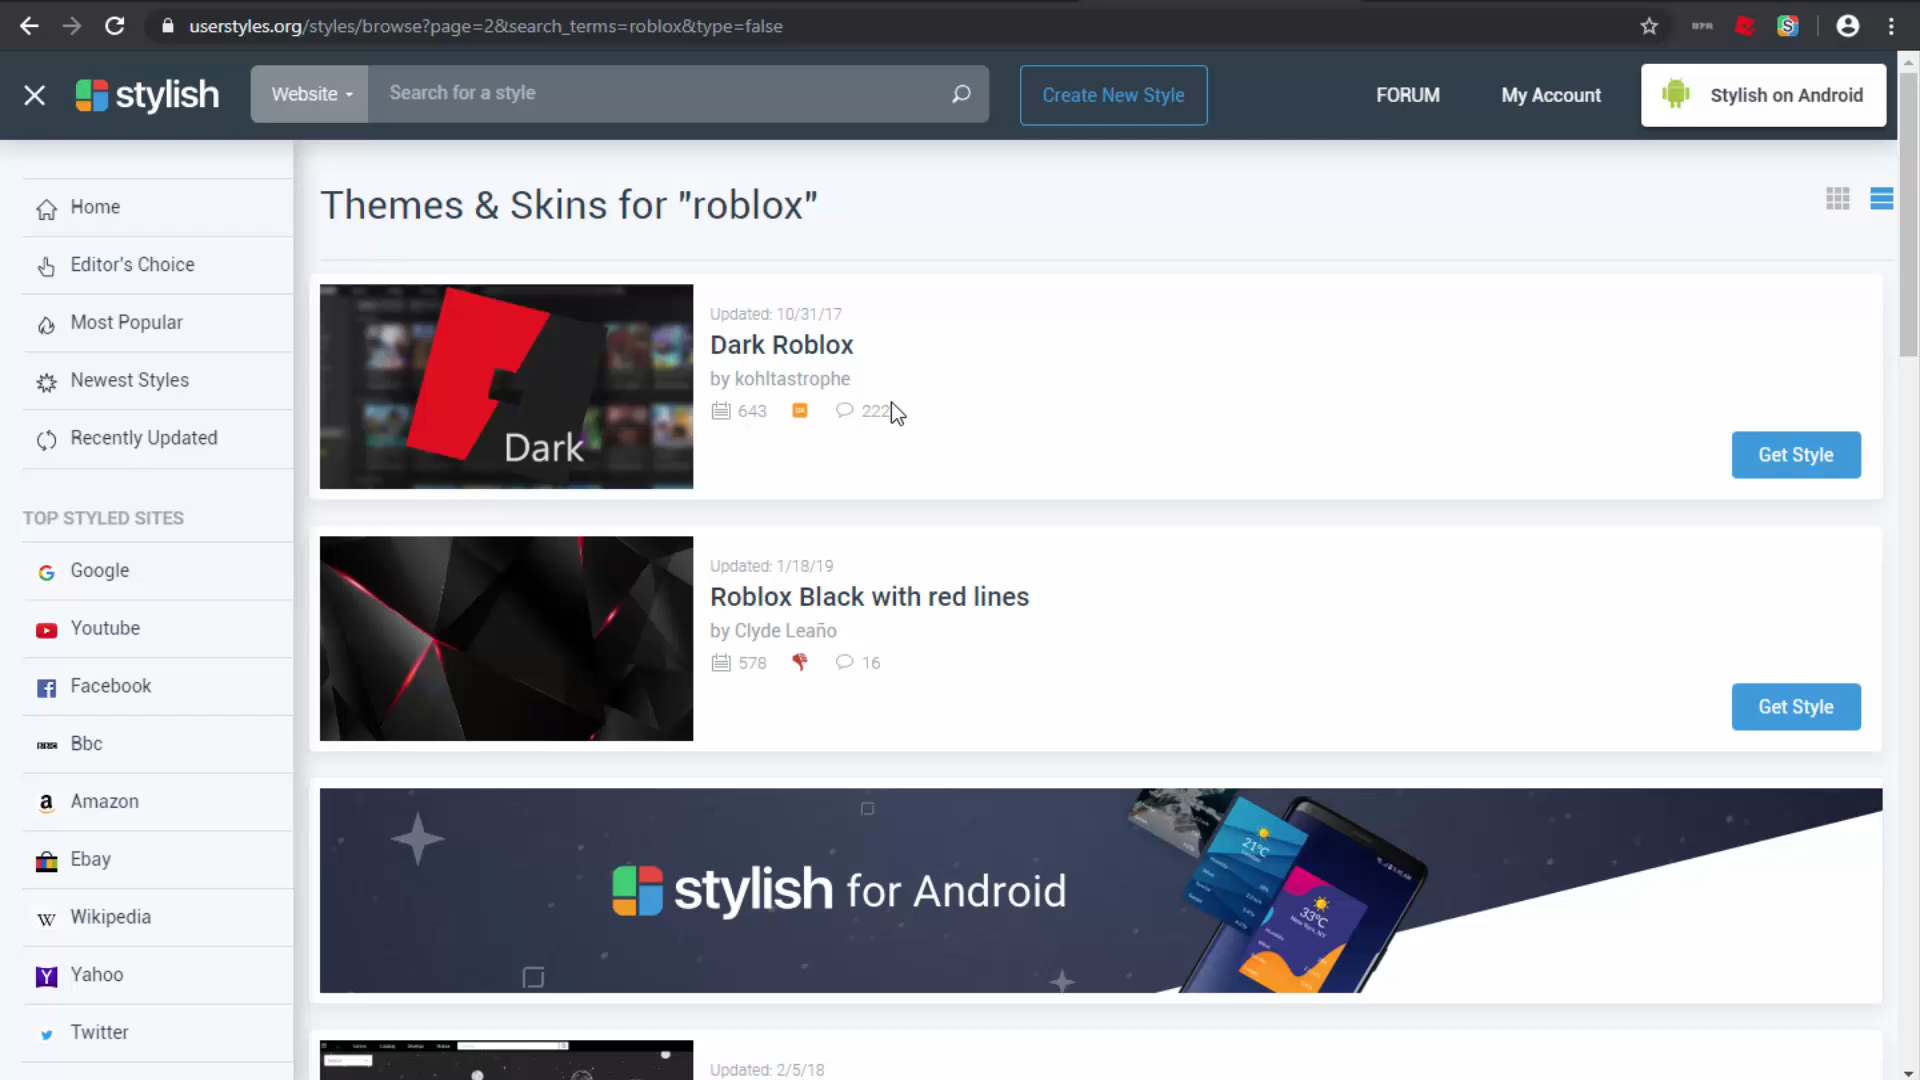 userstyles.org/styles/browse?page=2&search_terms=roblox&type=false
stylish
Website
Search for a style
Create New Style
FORUM
My Account
Stylish on Android
Home
Editor's Choice
Most Popular
Newest Styles
Recently Updated
TOP STYLED SITES
Google
Youtube
Facebook
Bbc
Amazon
Ebay
Wikipedia
Yahoo
Twitter
Themes & Skins for "roblox"
Dark
Updated: 10/31/17
Dark Roblox
by kohltastrophe
643
OK
222
Get Style
Updated: 1/18/19
Roblox Black with red lines
by Clyde Leaño
578
16
Get Style
stylish for Android
21°C
33°C
New York, NY
Updated: 2/5/18